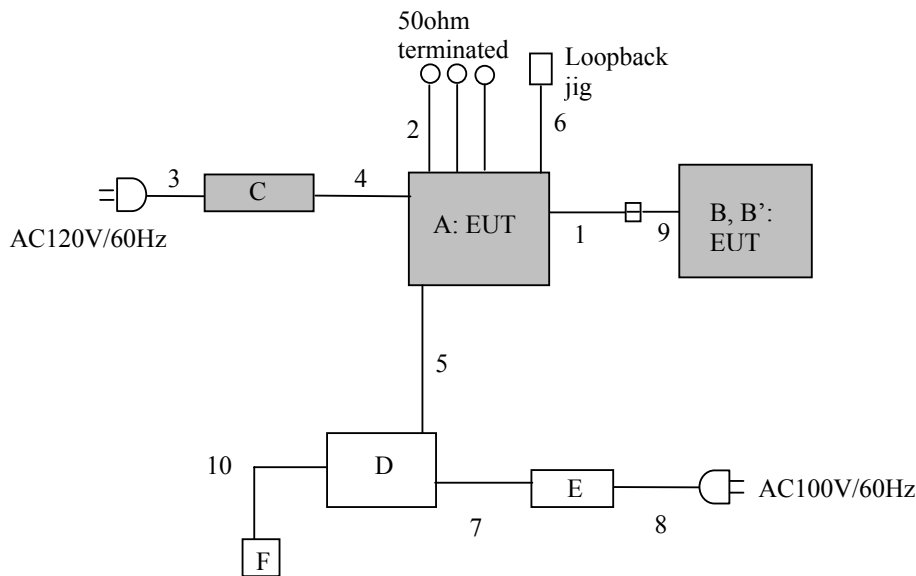 50ohm
terminated
Loopback
jig
2
6
3
C
4
A: EUT
B, B’:
EUT
1
9
AC120V/60Hz
5
10
D
E
AC100V/60Hz
7
8
F